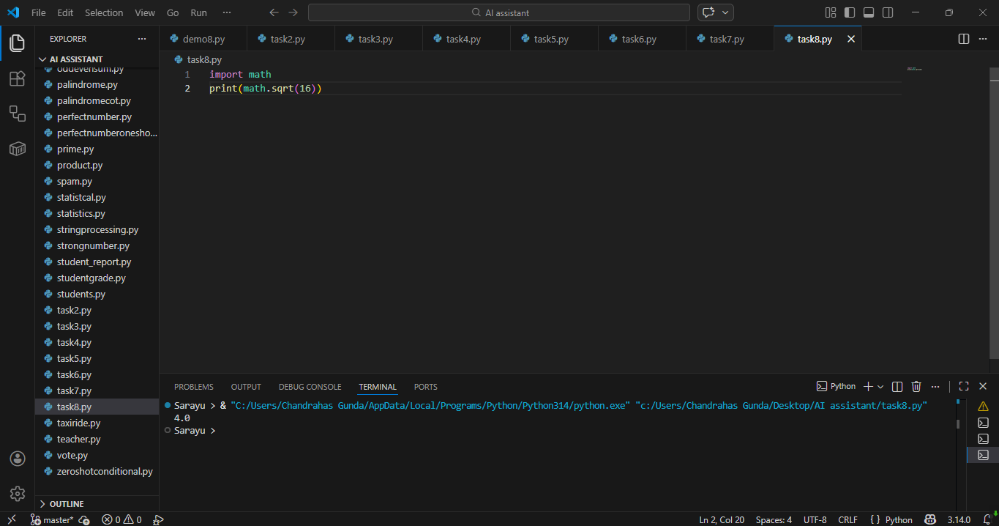 File Edit Selection View Go Run ··· AI assistant
EXPLORER ···
demo8.py task2.py task3.py task4.py task5.py task6.py task7.py task8.py ···
AI ASSISTANT
task8.py
oddevensum.py
palindrome.py
palindromecot.py
perfectnumber.py
perfectnumberonesho...
prime.py
product.py
spam.py
statistcal.py
statistics.py
stringprocessing.py
strongnumber.py
student_report.py
studentgrade.py
students.py
task2.py
task3.py
task4.py
task5.py
task6.py
task7.py
task8.py
taxiride.py
teacher.py
vote.py
zeroshotconditional.py
OUTLINE
1 import math
2 print(math.sqrt(16))
PROBLEMS OUTPUT DEBUG CONSOLE TERMINAL PORTS Python ···
Sarayu > & "C:/Users/Chandrahas Gunda/AppData/Local/Programs/Python/Python314/python.exe" "c:/Users/Chandrahas Gunda/Desktop/AI assistant/task8.py"
4.0
Sarayu >
master* 0 0 Ln 2, Col 20 Spaces: 4 UTF-8 CRLF { } Python 3.14.0